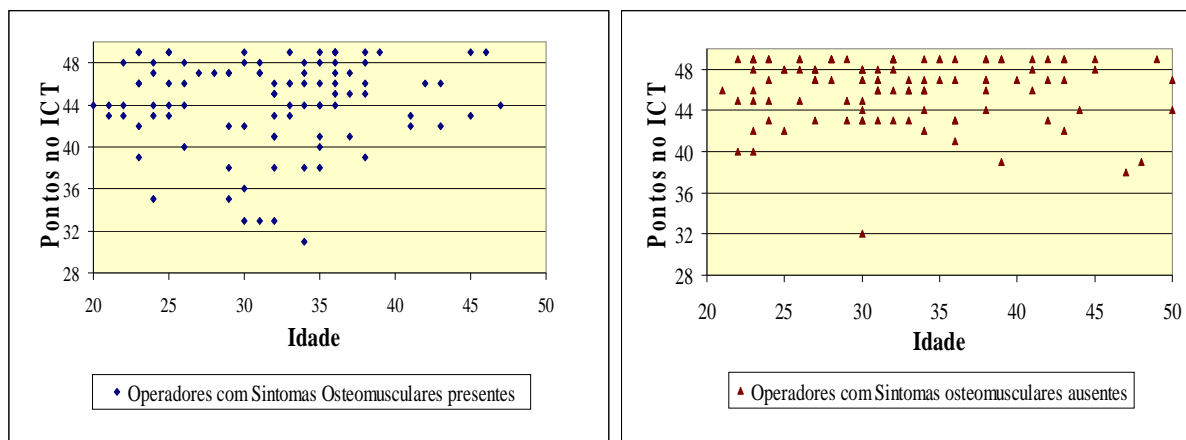 Pontos no ICT
48
44
40
36
32
28
20 25 30 35 40 45 50
Idade
Operadores com Sintomas Osteomusculares presentes
Pontos no ICT
48
44
40
36
32
28
20 25 30 35 40 45 50
Idade
Operadores com Sintomas osteomusculares ausentes